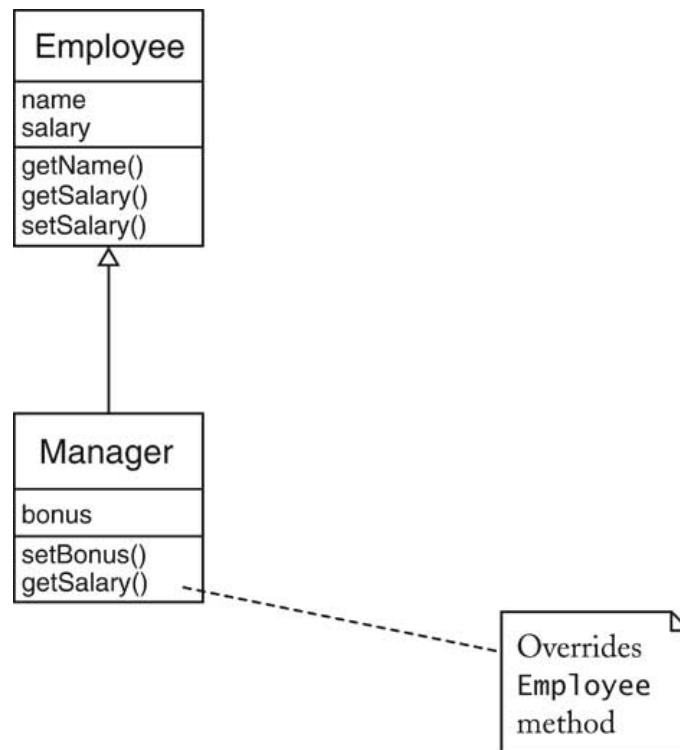 Employee
name
salary
getName()
getSalary()
setSalary()
Manager
bonus
setBonus()
getSalary()
Overrides
Employee
method